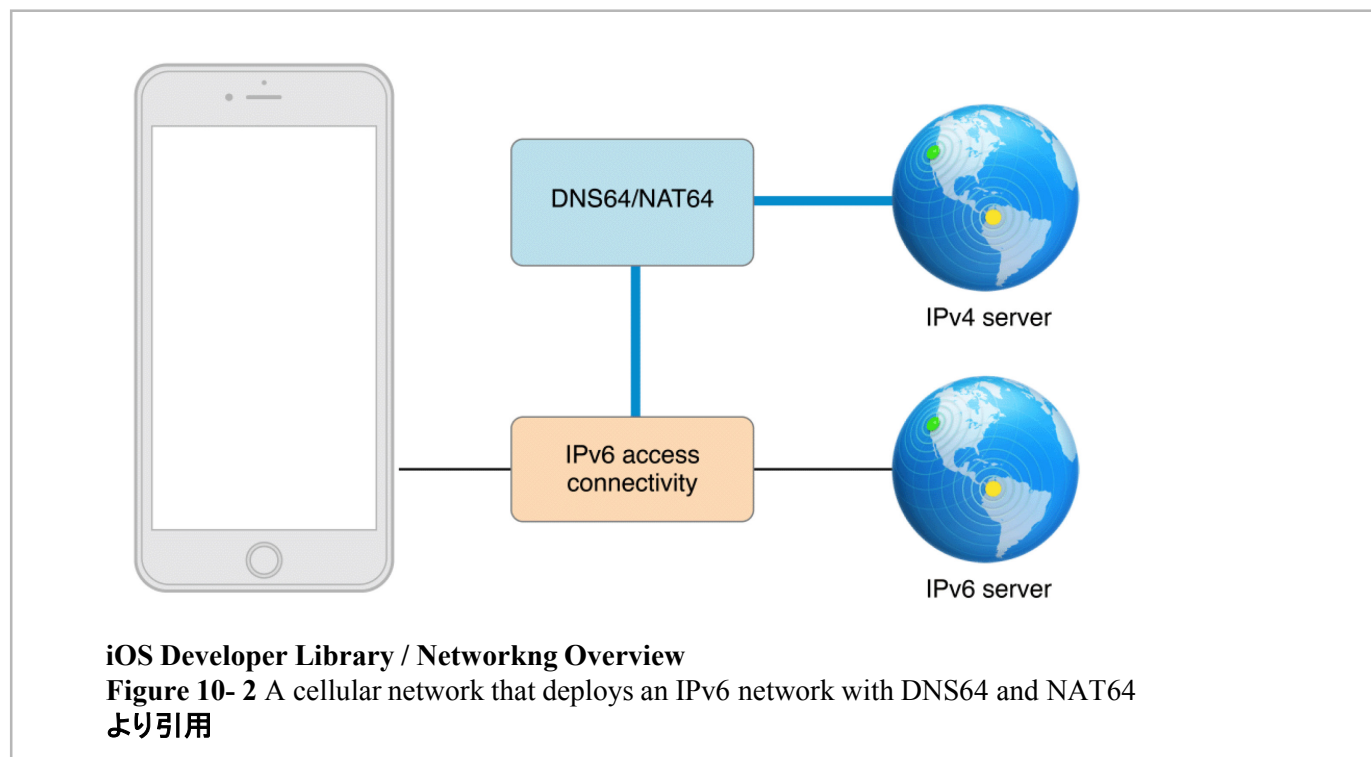 DNS64/NAT64
IPv4 server
IPv6 access
connectivity
IPv6 server
iOS Developer Library / Networkng Overview
Figure 10- 2 A cellular network that deploys an IPv6 network with DNS64 and NAT64
より引用